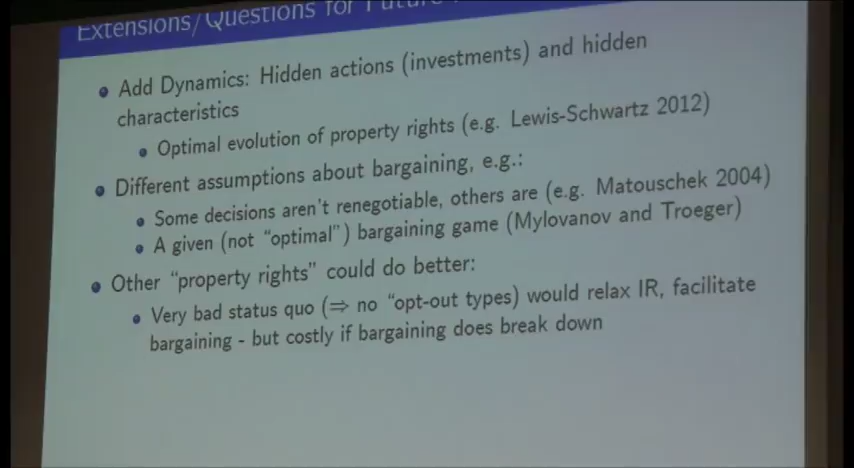 Extensions/Questions for Future
Add Dynamics: Hidden actions (investments) and hidden
characteristics
Optimal evolution of property rights (e.g. Lewis-Schwartz 2012)
Different assumptions about bargaining, e.g.:
Some decisions aren't renegotiable, others are (e.g. Matouschek 2004)
A given (not "optimal") bargaining game (Mylovanov and Troeger)
Other "property rights" could do better:
Very bad status quo (⇒ no "opt-out types) would relax IR, facilitate
bargaining - but costly if bargaining does break down